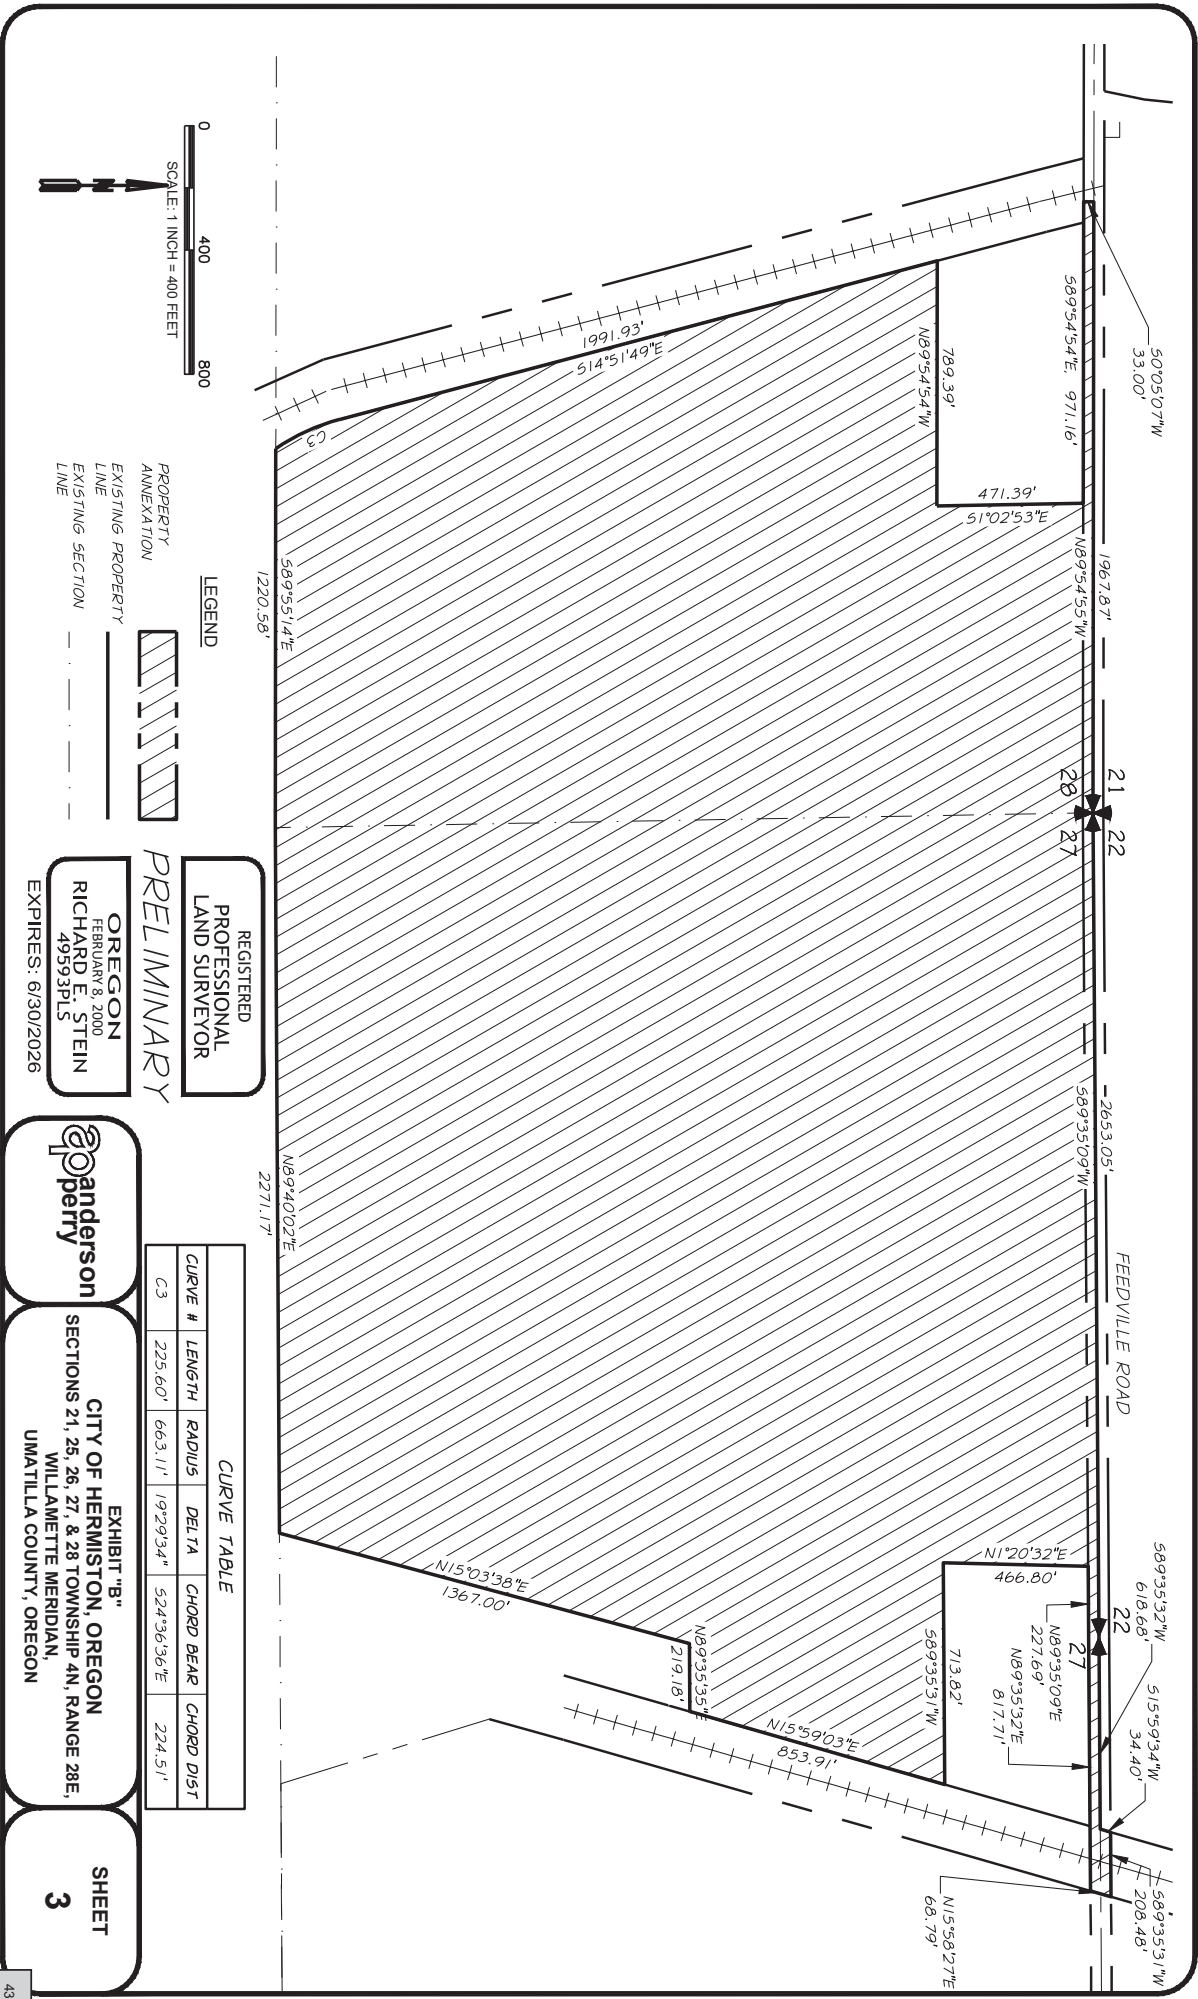 S0°05'07"W
33.00'
S89°54'54"E 971.16'
789.39'
N89°54'54"W
471.39'
S1°02'53"E
1991.93'
S14°51'49"E
C3
1967.87'
N89°54'55"W
21
22
28
27
2653.05'
S89°35'09"W
FEEDVILLE ROAD
S89°35'32"W
618.68'
22
27
S15°59'34"W
34.40'
S89°35'31"W
208.48'
N89°35'09"E
227.69'
N89°35'32"E
817.71'
N1°20'32"E
466.80'
713.82'
S89°35'31"W
N15°58'27"E
68.79'
N15°59'03"E
853.91'
N89°35'35"E
219.18'
N15°03'38"E
1367.00'
S89°55'14"E
1220.58'
N89°40'02"E
2271.17'
0 400 800
SCALE: 1 INCH = 400 FEET
N
LEGEND
PROPERTY
ANNEXATION
EXISTING PROPERTY
LINE
EXISTING SECTION
LINE
REGISTERED
PROFESSIONAL
LAND SURVEYOR
PRELIMINARY
OREGON
FEBRUARY 8, 2000
RICHARD E. STEIN
49593PLS
EXPIRES: 6/30/2026
CURVE TABLE
CURVE # LENGTH RADIUS DELTA CHORD BEAR CHORD DIST
C3 225.60' 663.11' 19°29'34" S24°36'36"E 224.51'
ap anderson
perry
EXHIBIT "B"
CITY OF HERMISTON, OREGON
SECTIONS 21, 25, 26, 27, & 28 TOWNSHIP 4N, RANGE 28E,
WILLAMETTE MERIDIAN,
UMATILLA COUNTY, OREGON
SHEET
3
43